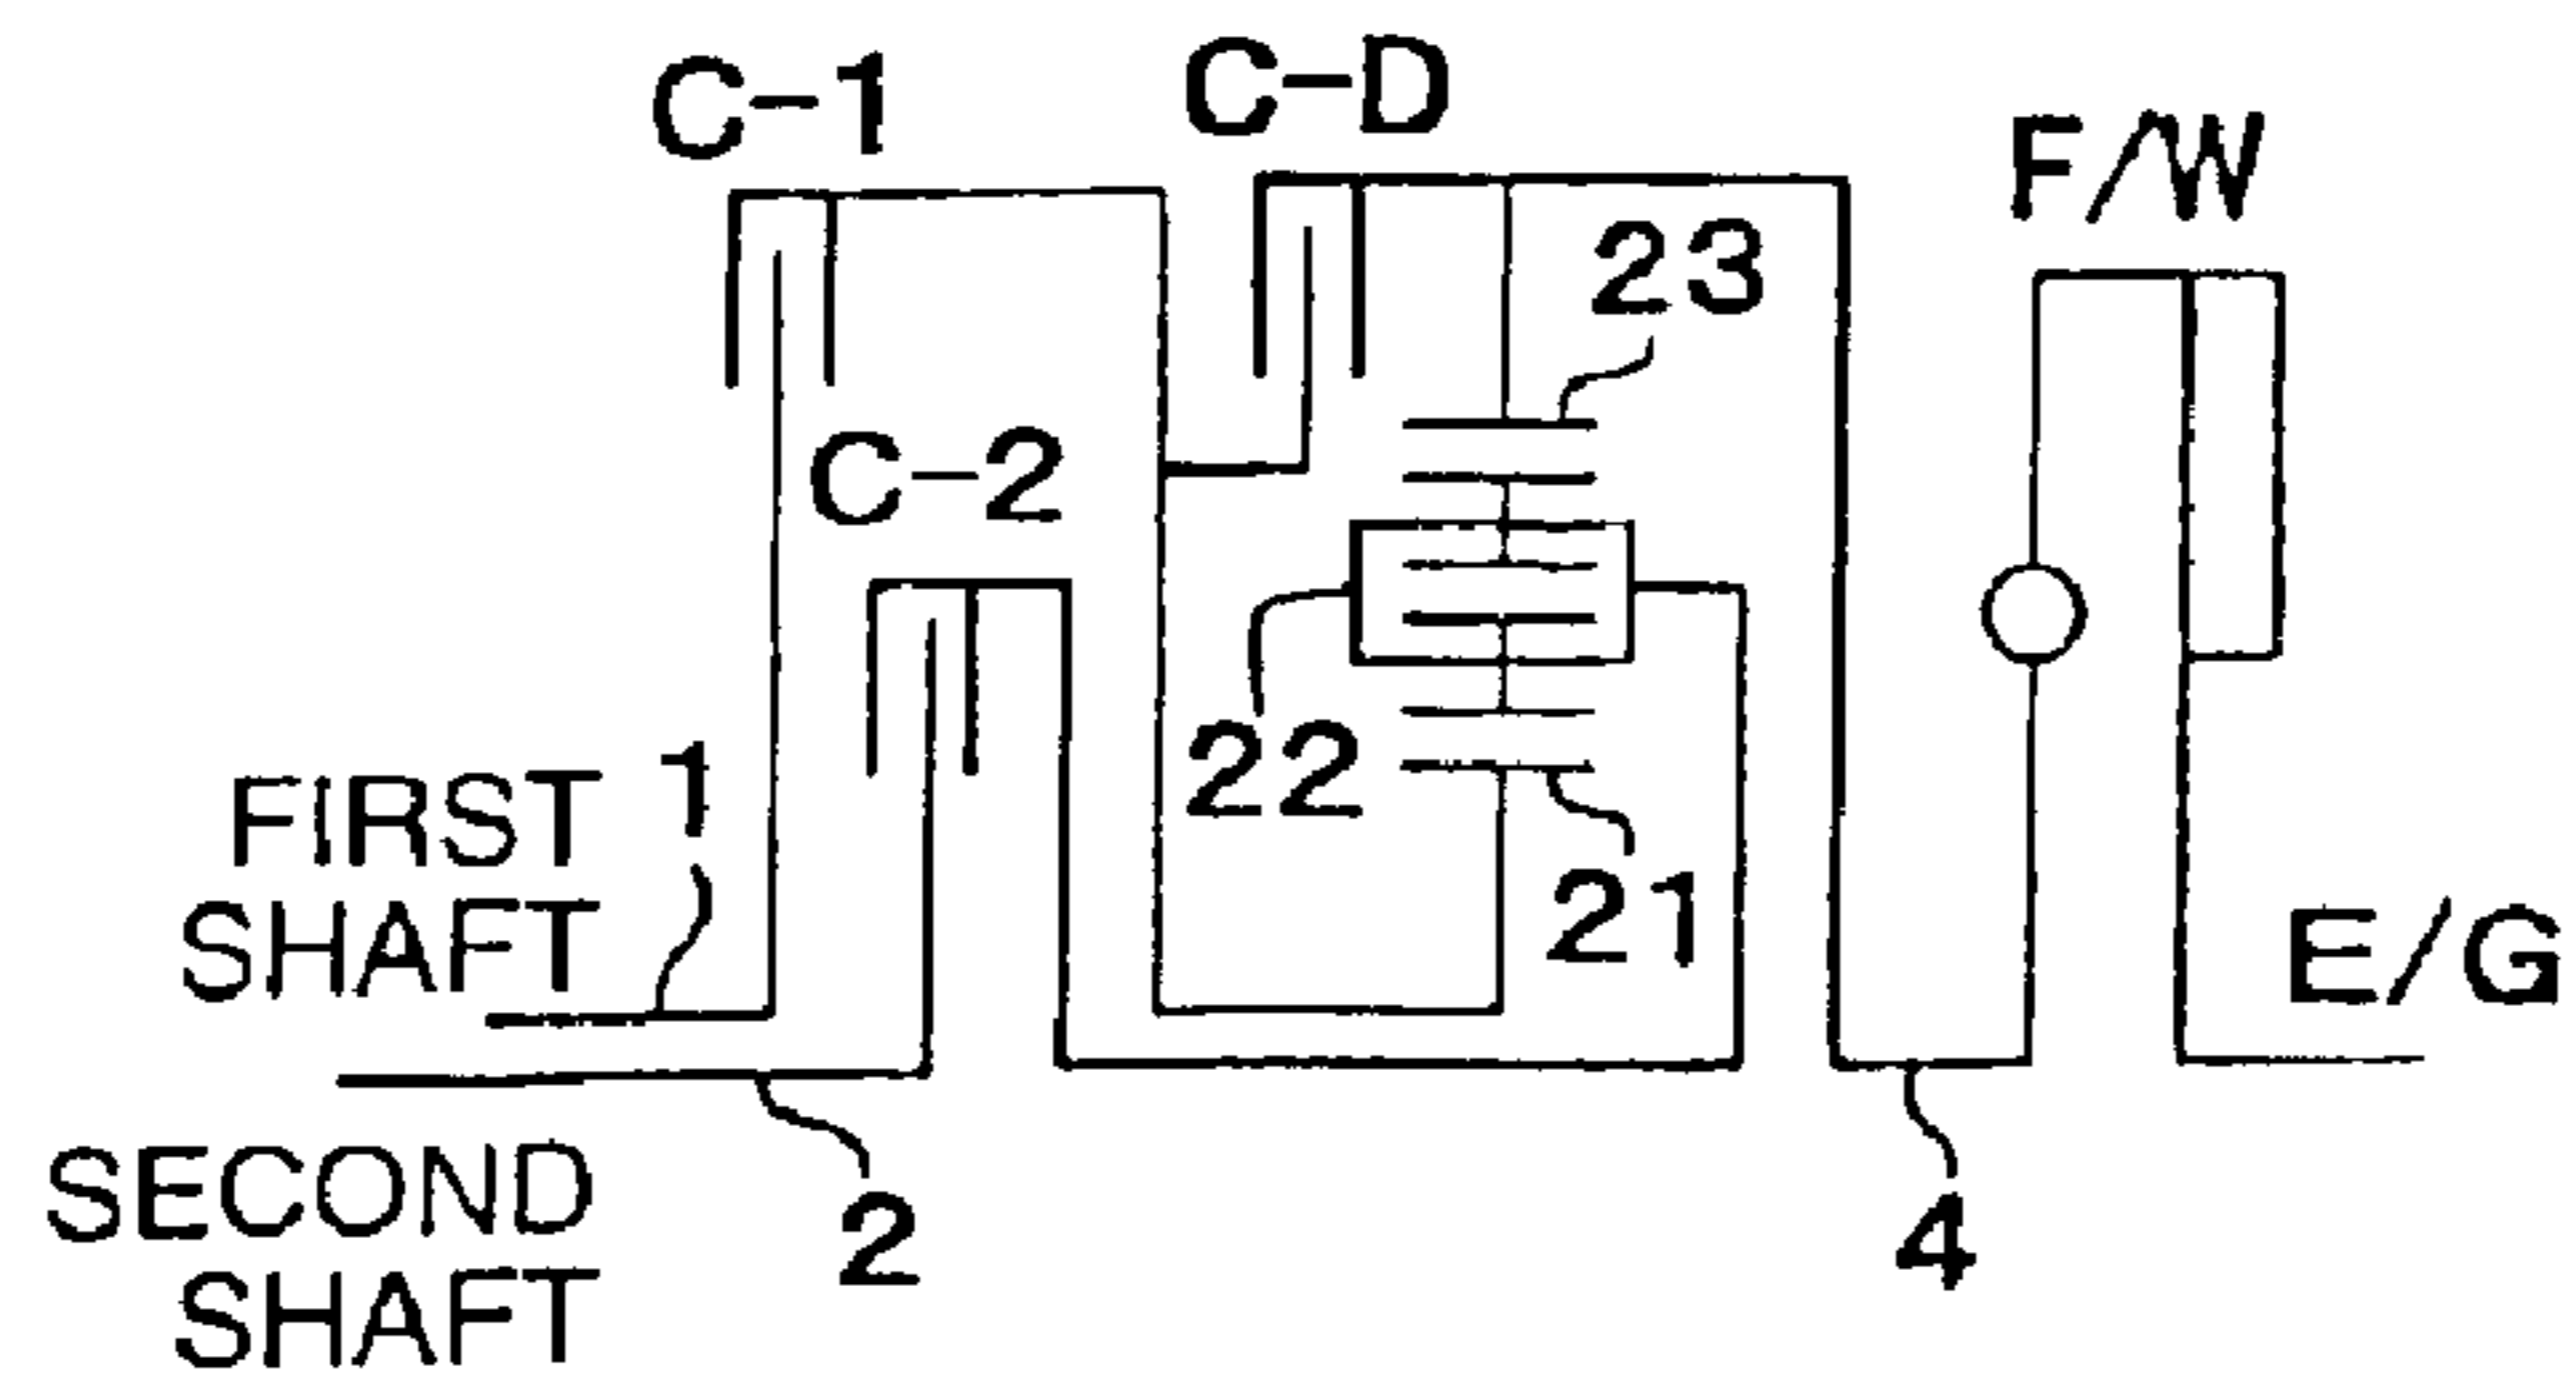 C-1
C-D
F/W
23
C-2
22
FIRST
SHAFT
1
21
E/G
SECOND
SHAFT
2
4